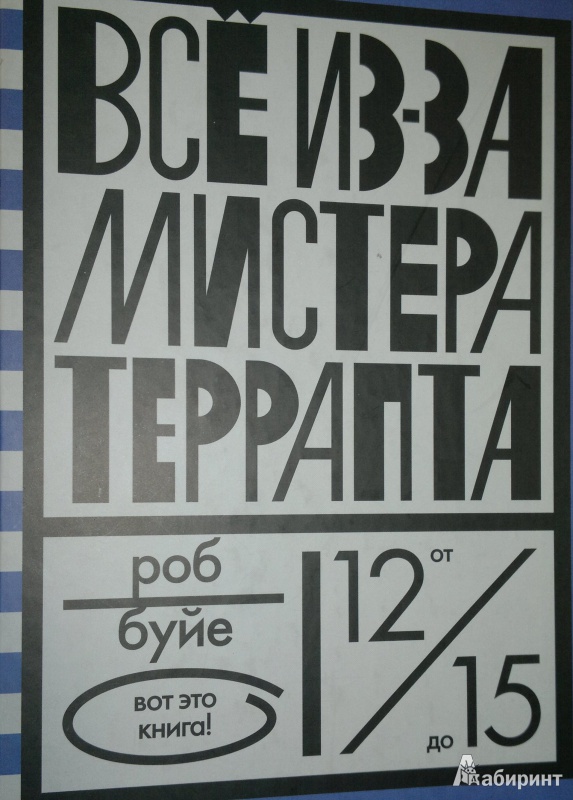 ВСЁ ИЗ-ЗА
МИСТЕРА
ТЕРРАПТА
роб
буйе
вот это
книга!
12 от
до 15
Лабиринт